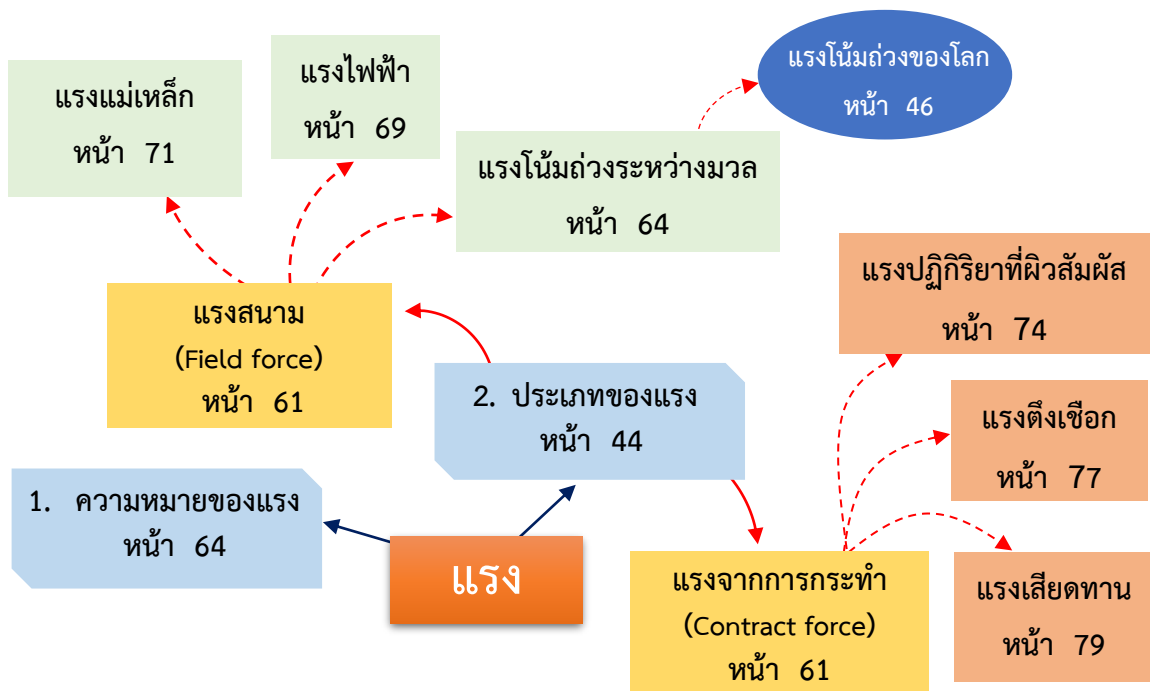 แรงโน้มถ่วงของโลก
หน้า 46
แรงไฟฟ้า
หน้า 69
แรงแม่เหล็ก
หน้า 71
แรงโน้มถ่วงระหว่างมวล
หน้า 64
แรงปฏิกิริยาที่ผิวสัมผัส
หน้า 74
แรงสนาม
(Field force)
หน้า 61
2. ประเภทของแรง
หน้า 44
แรงตึงเชือก
หน้า 77
1. ความหมายของแรง
หน้า 64
แรง
แรงจากการกระทำ
(Contract force)
หน้า 61
แรงเสียดทาน
หน้า 79